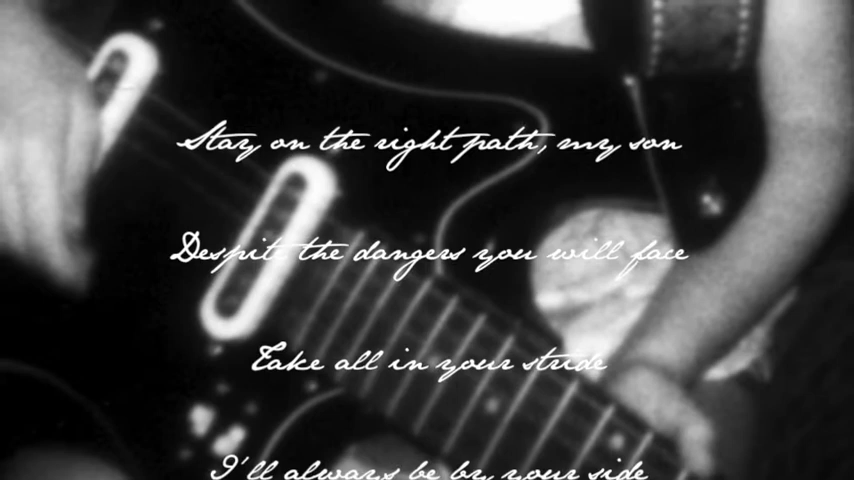 Stay on the right path, my son
Despite the dangers you will face
Take all in your stride
I'll always be by your side